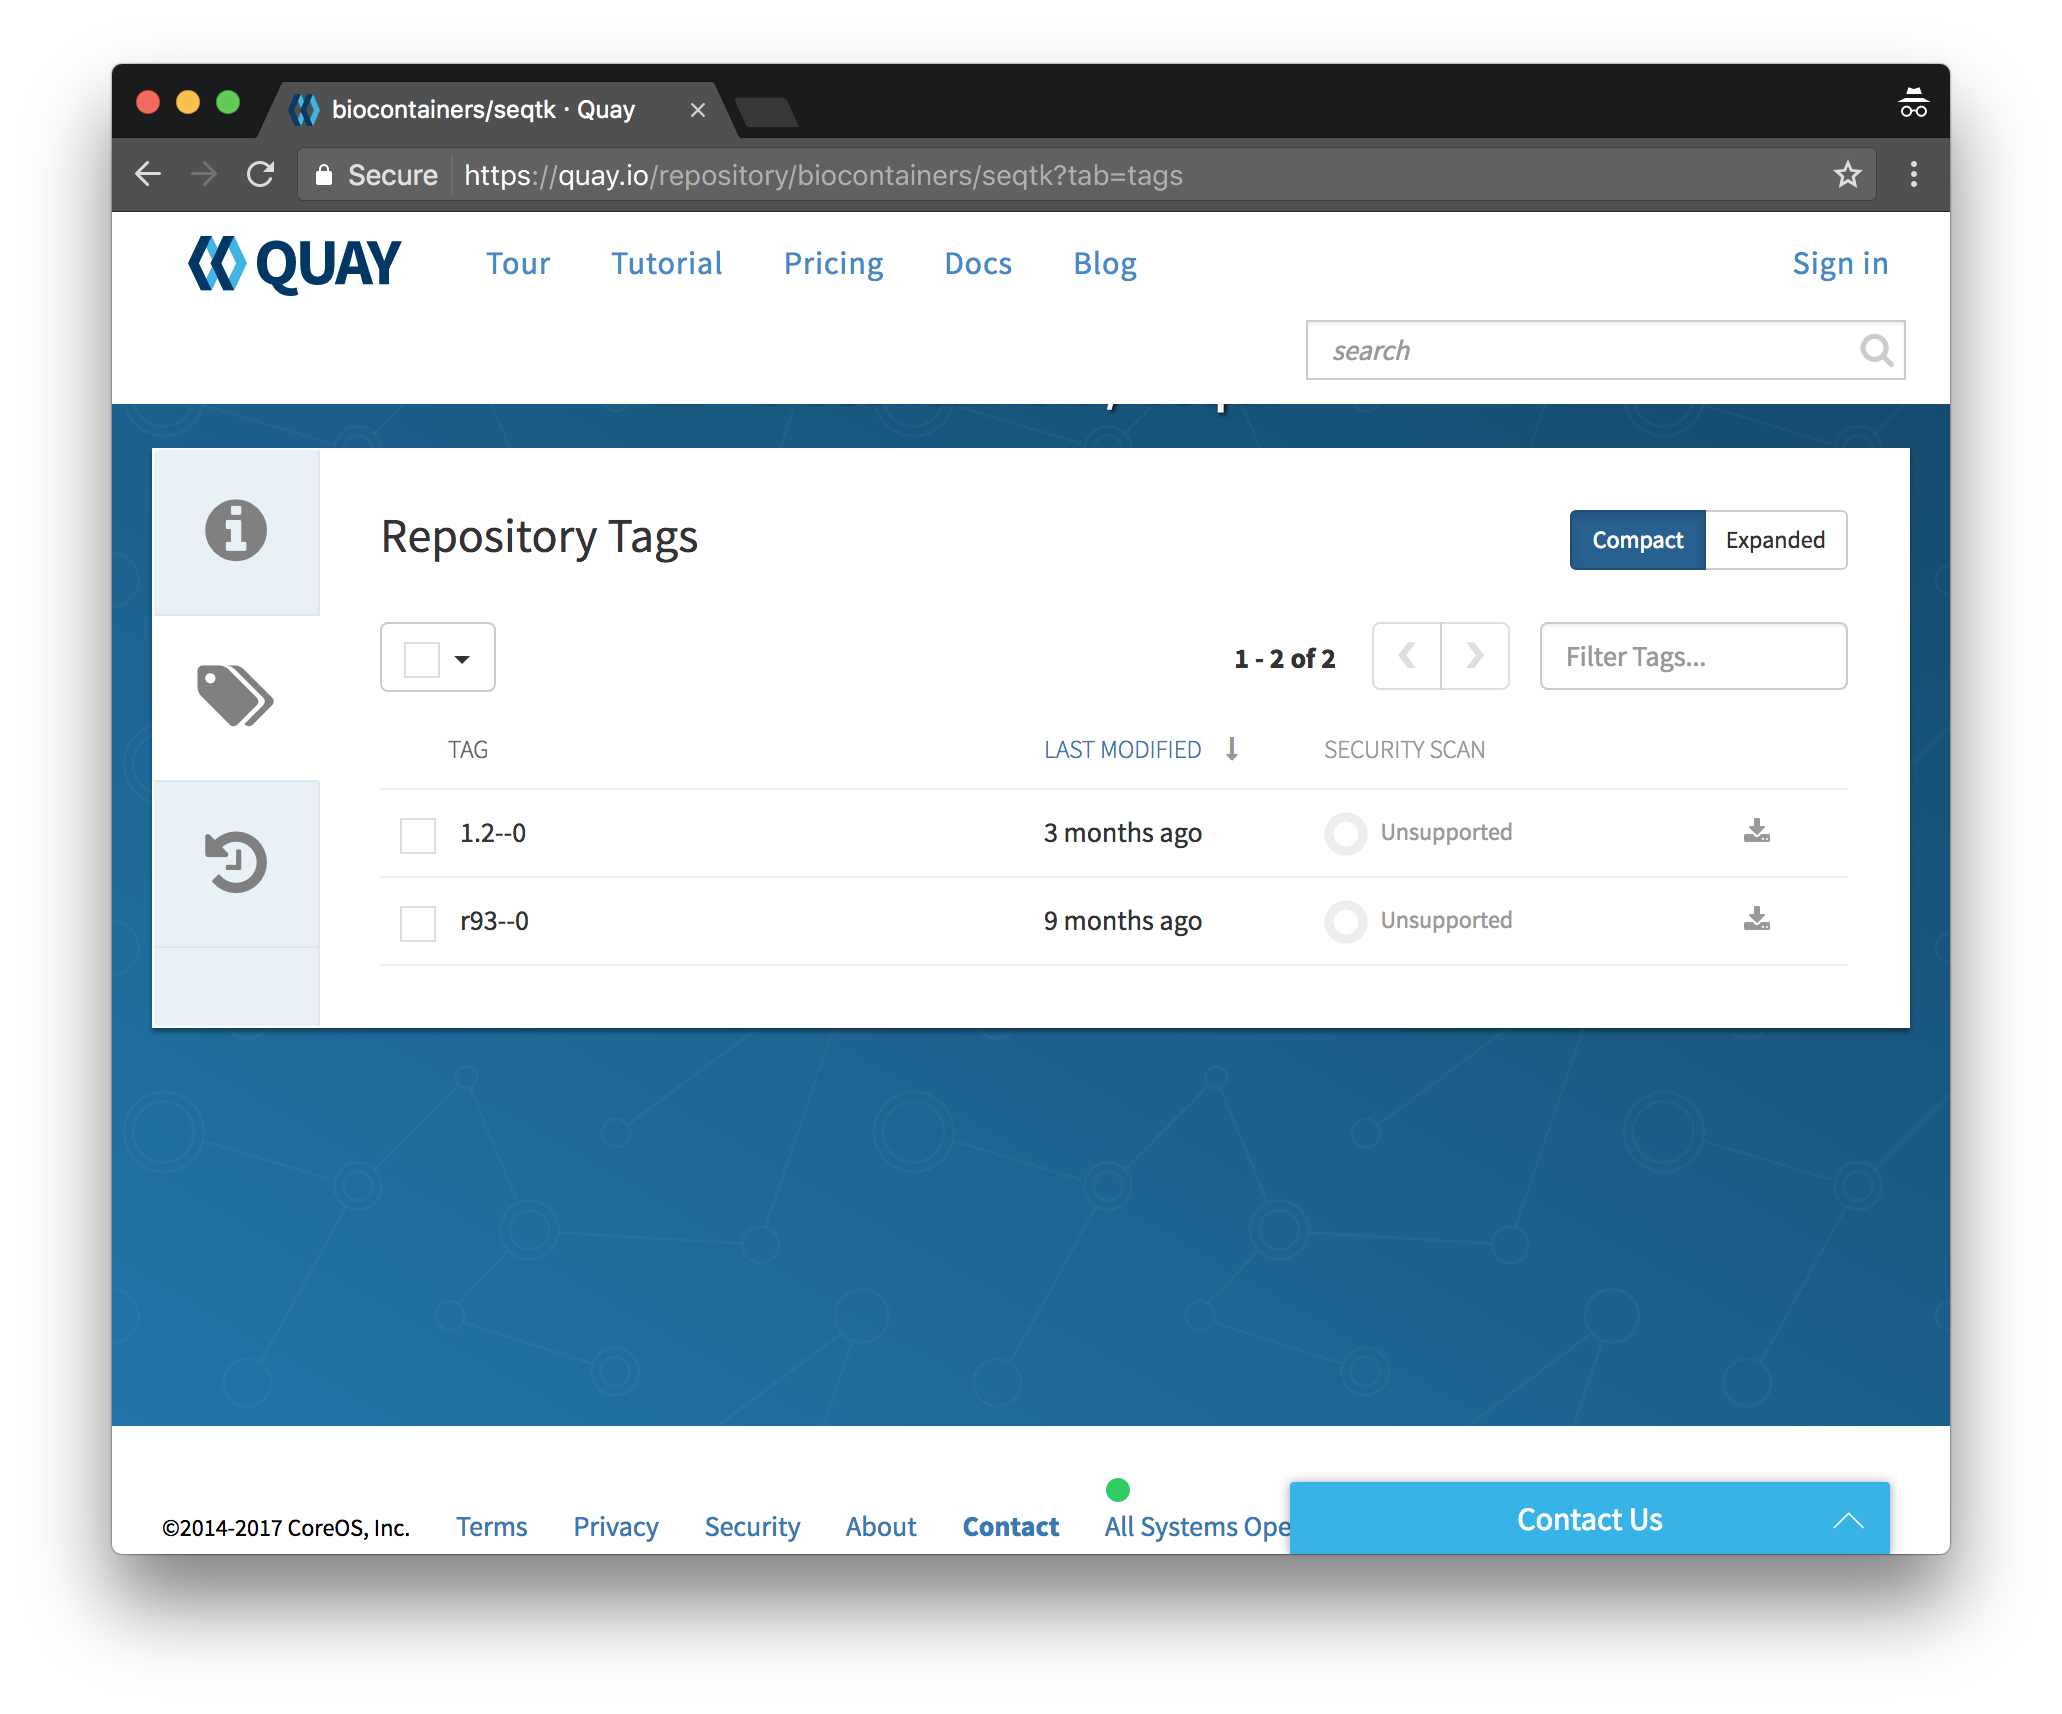 biocontainers/seqtk · Quay
Secure https://quay.io/repository/biocontainers/seqtk?tab=tags
QUAY Tour Tutorial Pricing Docs Blog Sign in
search
Repository Tags Compact Expanded
1 - 2 of 2 Filter Tags...
TAG LAST MODIFIED SECURITY SCAN
1.2--0 3 months ago Unsupported
r93--0 9 months ago Unsupported
©2014-2017 CoreOS, Inc. Terms Privacy Security About Contact All Systems Ope Contact Us